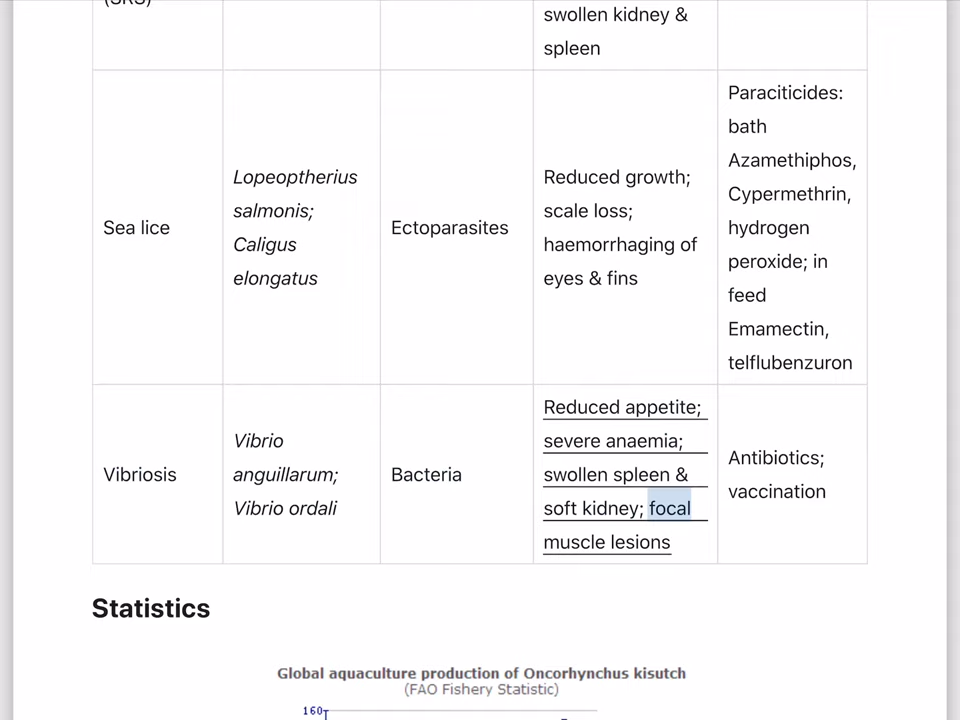 (SRS)
swollen kidney &
spleen
Sea lice
Lopeoptherius
salmonis;
Caligus
elongatus
Ectoparasites
Reduced growth;
scale loss;
haemorrhaging of
eyes & fins
Paraciticides:
bath
Azamethiphos,
Cypermethrin,
hydrogen
peroxide; in
feed
Emamectin,
telflubenzuron
Vibriosis
Vibrio
anguillarum;
Vibrio ordali
Bacteria
Reduced appetite;
severe anaemia;
swollen spleen &
soft kidney; focal
muscle lesions
Antibiotics;
vaccination
Statistics
Global aquaculture production of Oncorhynchus kisutch
(FAO Fishery Statistic)
160